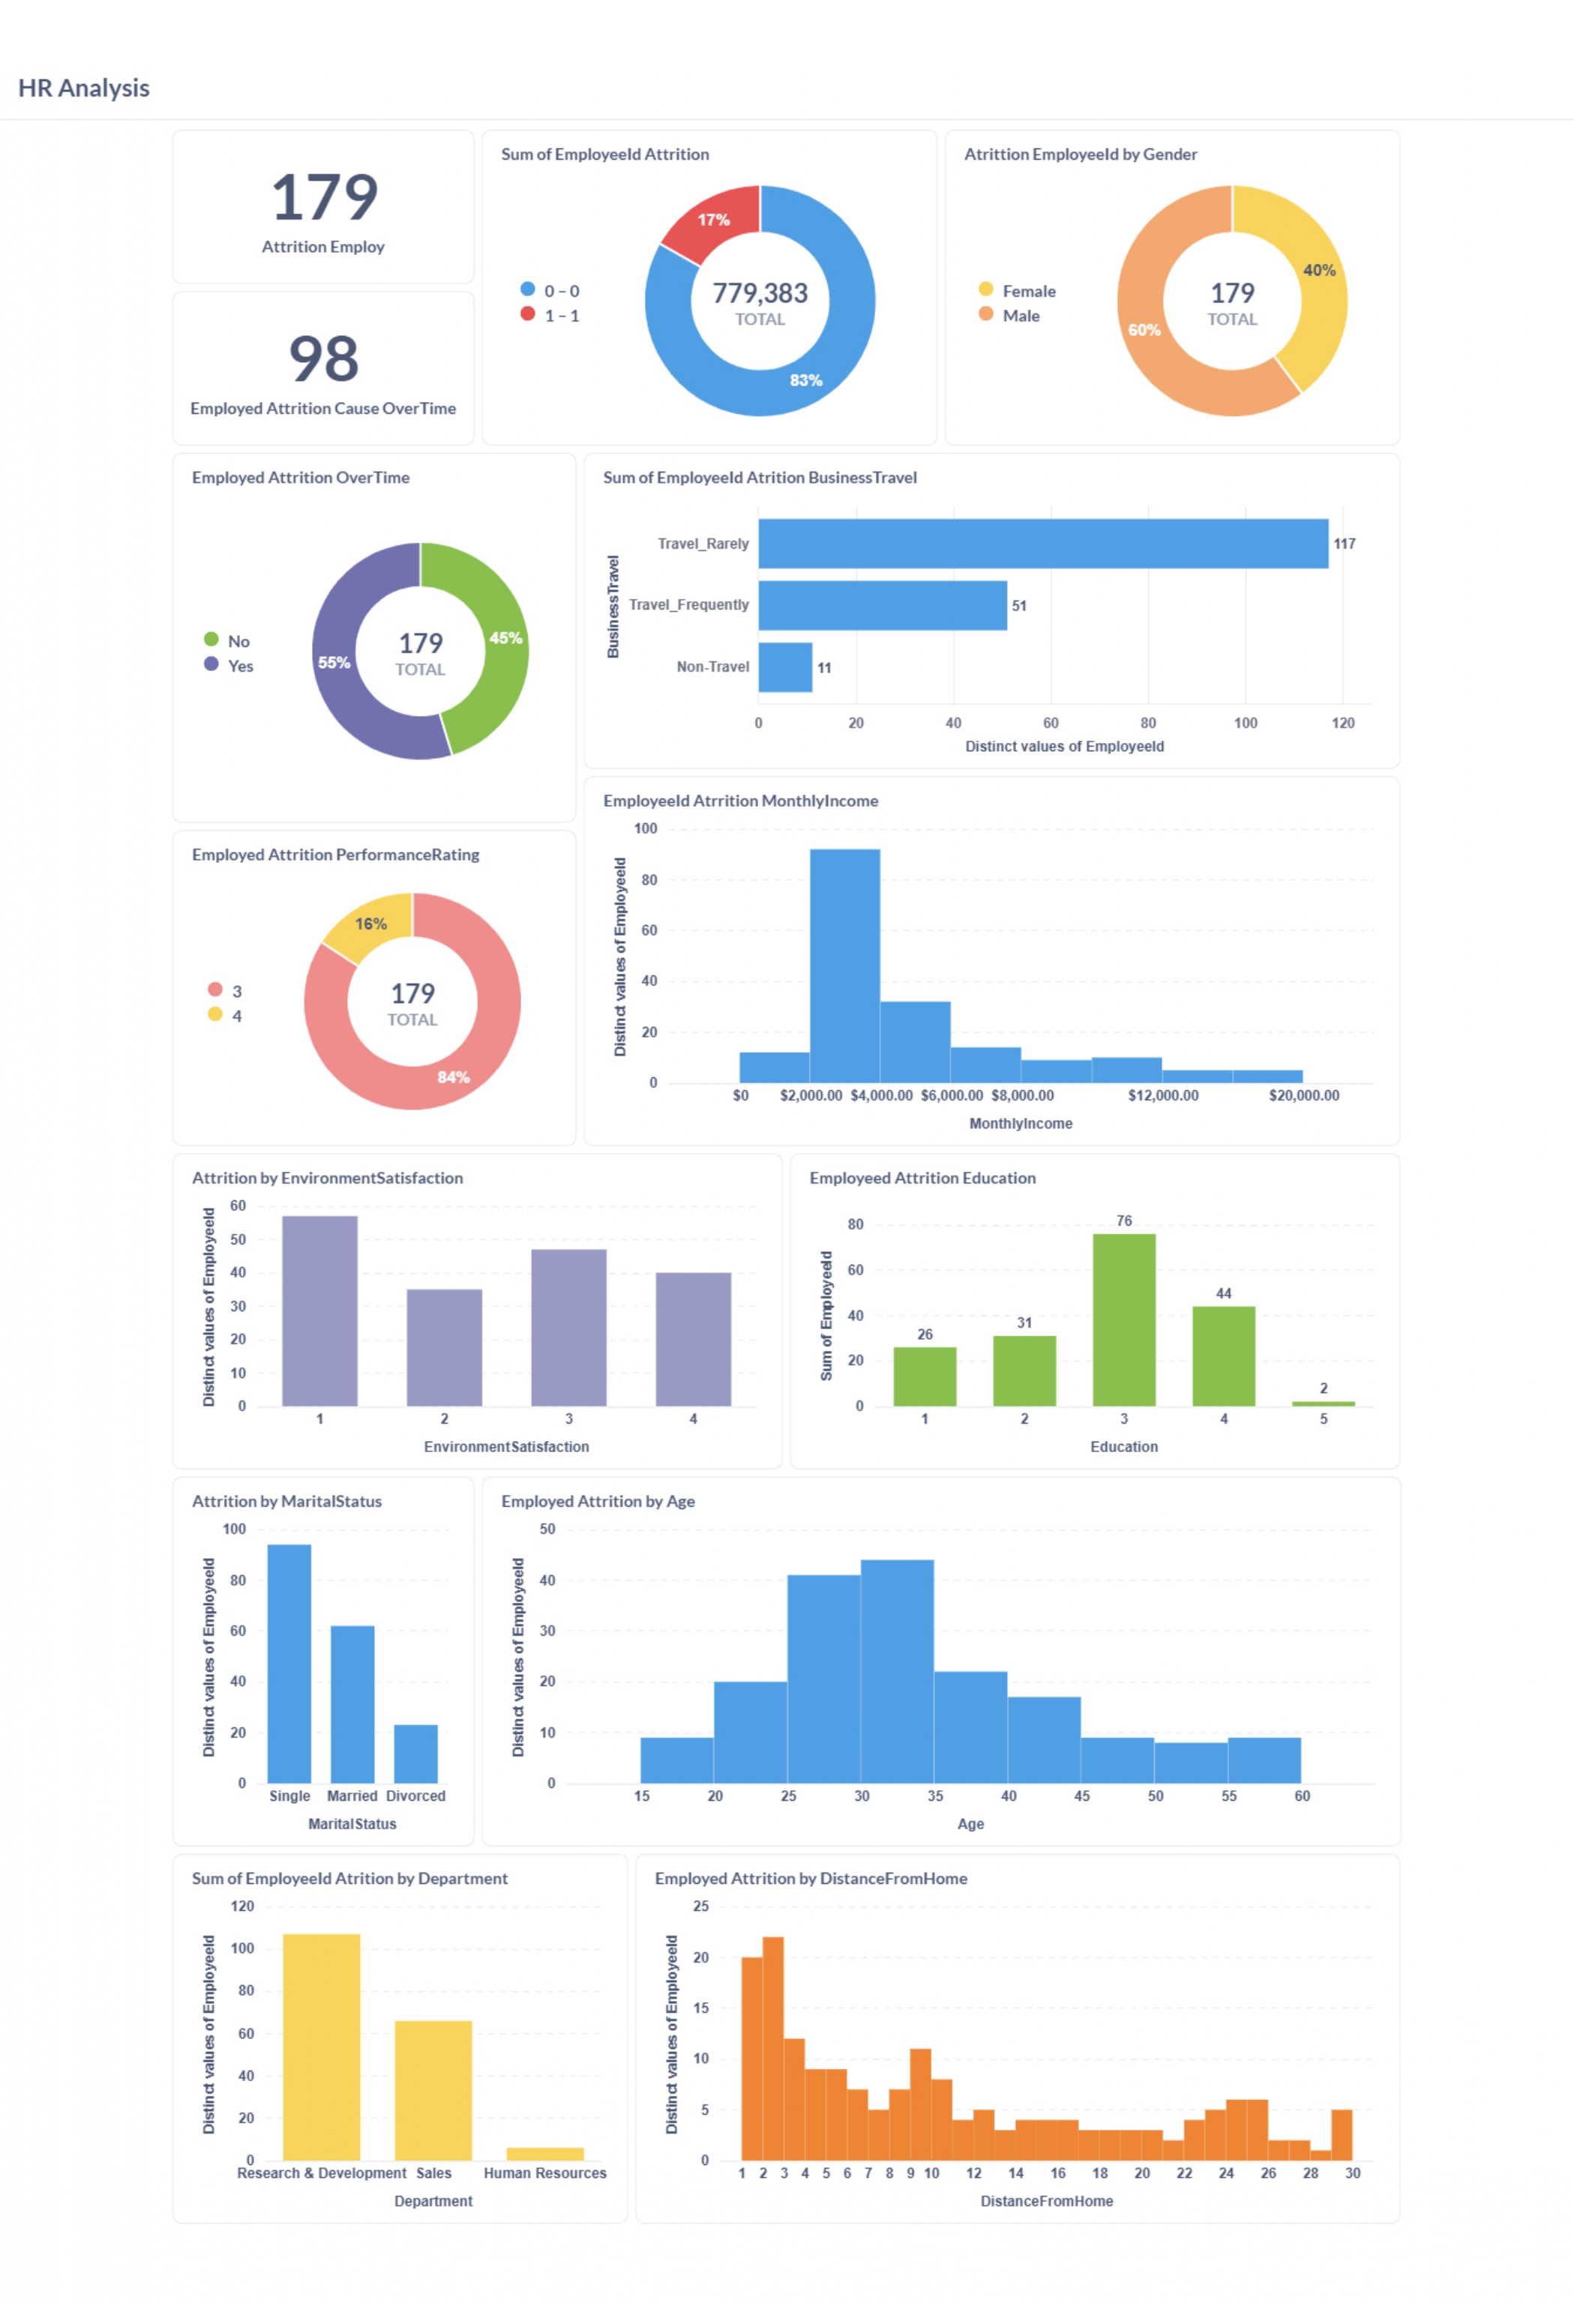 HR Analysis
179
Attrition Employ
98
Employed Attrition Cause OverTime
Sum of EmployeeId Attrition
0 – 0
1 – 1
17%
779,383
TOTAL
83%
Atrittion EmployeeId by Gender
Female
Male
40%
179
TOTAL
60%
Employed Attrition OverTime
No
Yes
45%
179
TOTAL
55%
Sum of EmployeeId Atrition BusinessTravel
BusinessTravel
Travel_Rarely
117
Travel_Frequently
51
Non-Travel
11
0 20 40 60 80 100 120
Distinct values of EmployeeId
Employed Attrition PerformanceRating
3
4
16%
179
TOTAL
84%
EmployeeId Atrrition MonthlyIncome
Distinct values of EmployeeId
100
80
60
40
20
0
$0 $2,000.00 $4,000.00 $6,000.00 $8,000.00 $12,000.00 $20,000.00
MonthlyIncome
Attrition by EnvironmentSatisfaction
Distinct values of EmployeeId
60
50
40
30
20
10
0
1 2 3 4
EnvironmentSatisfaction
Employeed Attrition Education
Sum of EmployeeId
80
60
40
20
0
26
31
76
44
2
1 2 3 4 5
Education
Attrition by MaritalStatus
Distinct values of EmployeeId
100
80
60
40
20
0
Single Married Divorced
MaritalStatus
Employed Attrition by Age
Distinct values of EmployeeId
50
40
30
20
10
0
15 20 25 30 35 40 45 50 55 60
Age
Sum of EmployeeId Atrition by Department
Distinct values of EmployeeId
120
100
80
60
40
20
0
Research & Development Sales Human Resources
Department
Employed Attrition by DistanceFromHome
Distinct values of EmployeeId
25
20
15
10
5
0
1 2 3 4 5 6 7 8 9 10 12 14 16 18 20 22 24 26 28 30
DistanceFromHome